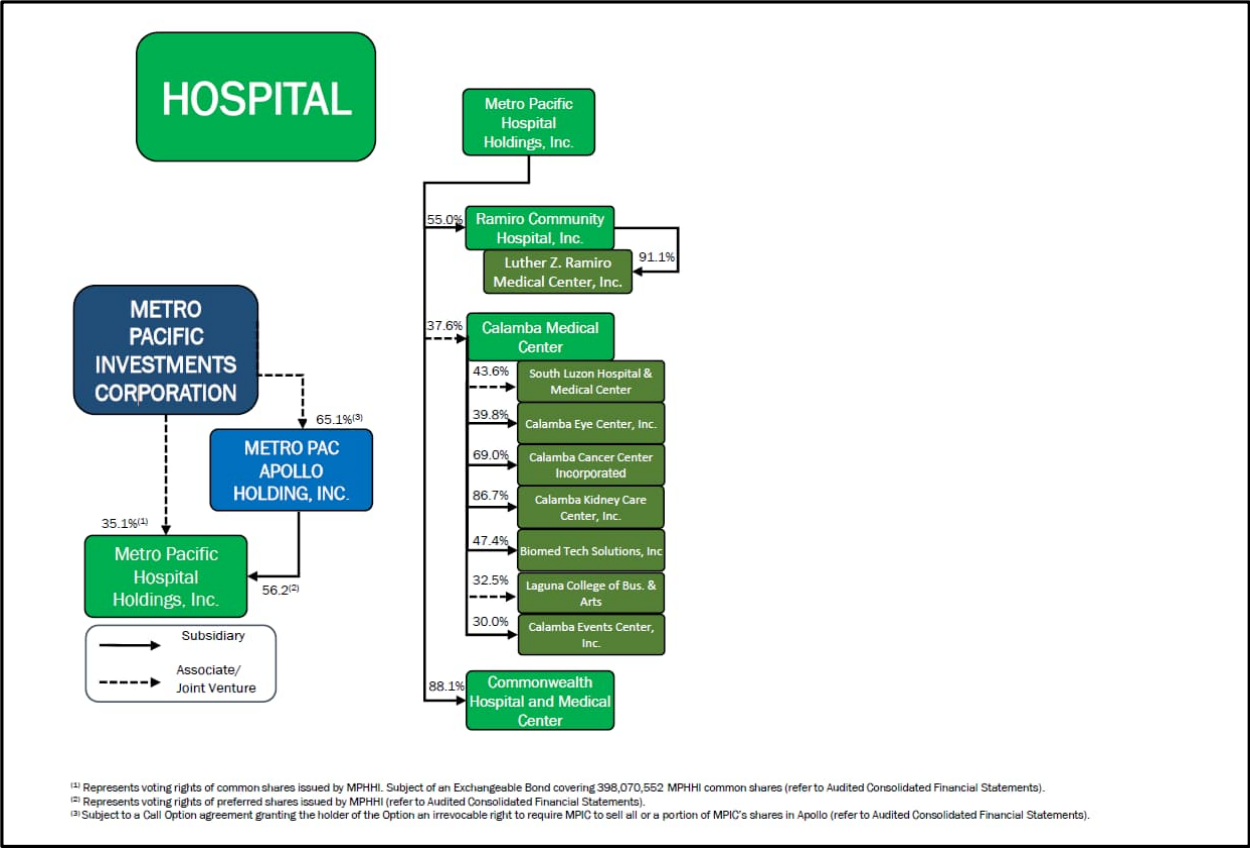 HOSPITAL
Metro Pacific
Hospital
Holdings, Inc.
55.0%
Ramiro Community
Hospital, Inc.
Luther Z. Ramiro
Medical Center, Inc.
91.1%
METRO
PACIFIC
INVESTMENTS
CORPORATION
37.6%
Calamba Medical
Center
43.6%
South Luzon Hospital &
Medical Center
39.8%
Calamba Eye Center, Inc.
69.0%
Calamba Cancer Center
Incorporated
86.7%
Calamba Kidney Care
Center, Inc.
47.4%
Biomed Tech Solutions, Inc
32.5%
Laguna College of Bus. &
Arts
30.0%
Calamba Events Center,
Inc.
88.1%
Commonwealth
Hospital and Medical
Center
65.1%(3)
METRO PAC
APOLLO
HOLDING, INC.
35.1%(1)
Metro Pacific
Hospital
Holdings, Inc.
56.2(2)
Subsidiary
Associate/
Joint Venture
(1) Represents voting rights of common shares issued by MPHHI. Subject of an Exchangeable Bond covering 398,070,552 MPHHI common shares (refer to Audited Consolidated Financial Statements).
(2) Represents voting rights of preferred shares issued by MPHHI (refer to Audited Consolidated Financial Statements).
(3) Subject to a Call Option agreement granting the holder of the Option an irrevocable right to require MPIC to sell all or a portion of MPIC's shares in Apollo (refer to Audited Consolidated Financial Statements).